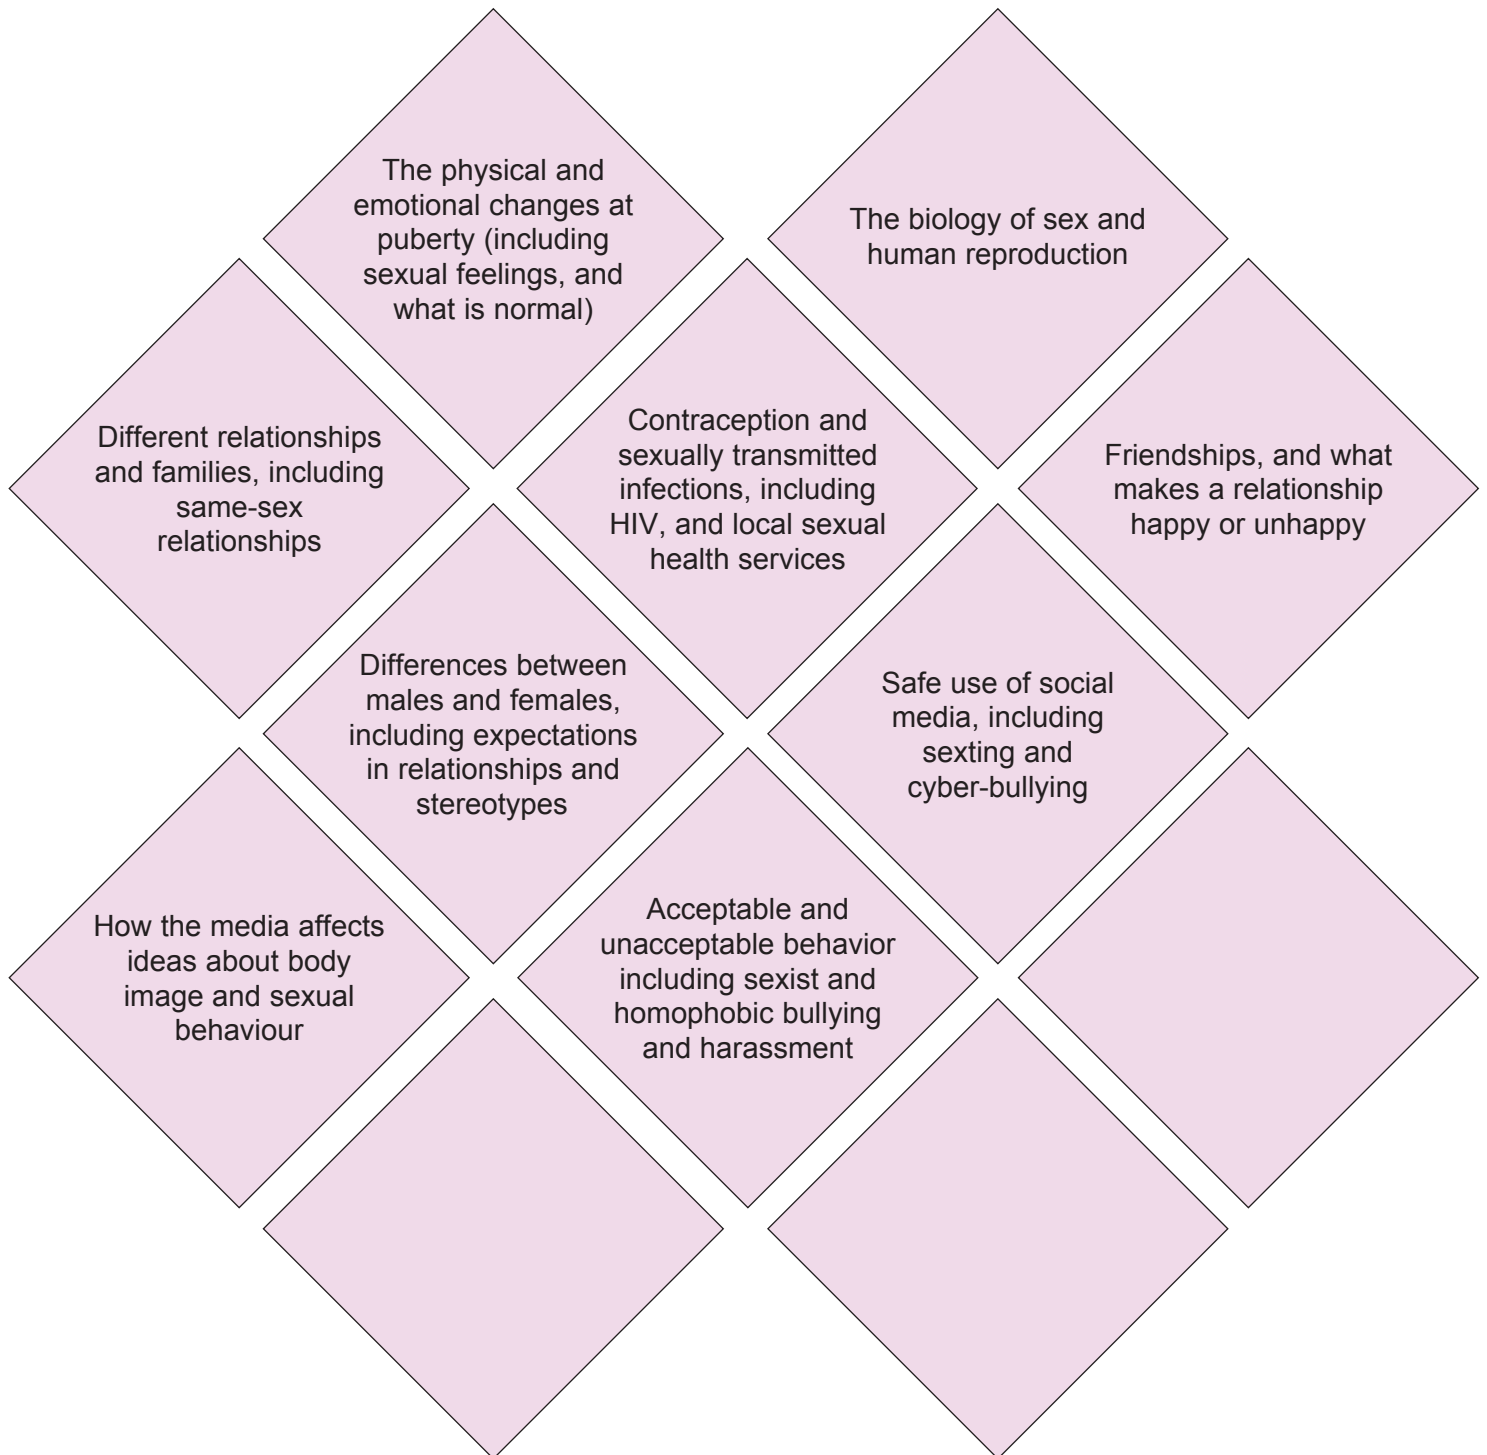 The physical and
emotional changes at
puberty (including
sexual feelings, and
what is normal)
The biology of sex and
human reproduction
Different relationships
and families, including
same-sex
relationships
Contraception and
sexually transmitted
infections, including
HIV, and local sexual
health services
Friendships, and what
makes a relationship
happy or unhappy
Differences between
males and females,
including expectations
in relationships and
stereotypes
Safe use of social
media, including
sexting and
cyber-bullying
How the media affects
ideas about body
image and sexual
behaviour
Acceptable and
unacceptable behavior
including sexist and
homophobic bullying
and harassment